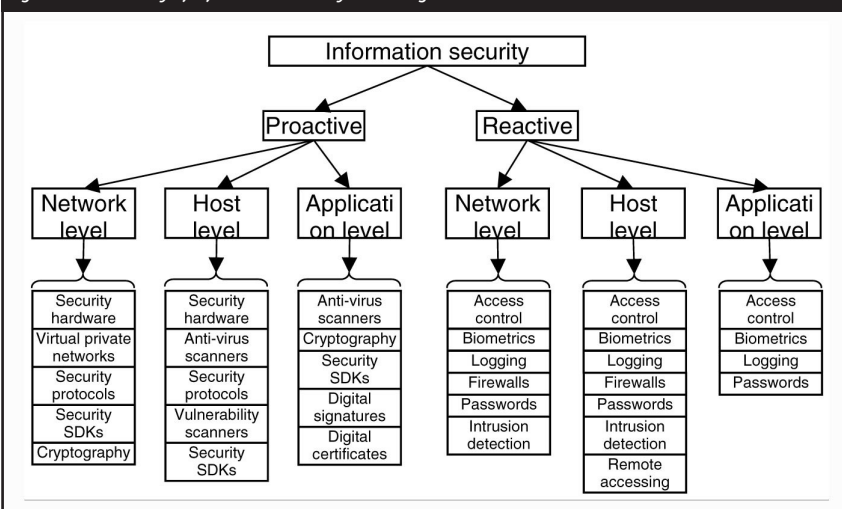 Information security
Proactive
Reactive
Network
level
Host
level
Applicati
on level
Network
level
Host
level
Applicati
on level
Security
hardware
Virtual private
networks
Security
protocols
Security
SDKs
Cryptography
Security
hardware
Anti-virus
scanners
Security
protocols
Vulnerability
scanners
Security
SDKs
Anti-virus
scanners
Cryptography
Security
SDKs
Digital
signatures
Digital
certificates
Access
control
Biometrics
Logging
Firewalls
Passwords
Intrusion
detection
Access
control
Biometrics
Logging
Firewalls
Passwords
Intrusion
detection
Remote
accessing
Access
control
Biometrics
Logging
Passwords